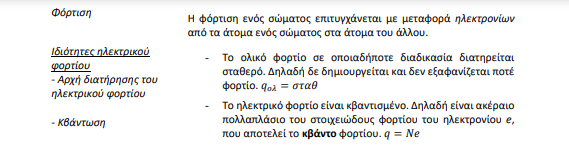 Φόρτιση
Η φόρτιση ενός σώματος επιτυγχάνεται με μεταφορά ηλεκτρονίων
από τα άτομα ενός σώματος στα άτομα του άλλου.
Ιδιότητες ηλεκτρικού
φορτίου
- Αρχή διατήρησης του
ηλεκτρικού φορτίου
- Το ολικό φορτίο σε οποιαδήποτε διαδικασία διατηρείται
σταθερό. Δηλαδή δε δημιουργείται και δεν εξαφανίζεται ποτέ
φορτίο. qολ = σταθ
- Κβάντωση
- Το ηλεκτρικό φορτίο είναι κβαντισμένο. Δηλαδή είναι ακέραιο
πολλαπλάσιο του στοιχειώδους φορτίου του ηλεκτρονίου e,
που αποτελεί το κβάντο φορτίου. q = Ne